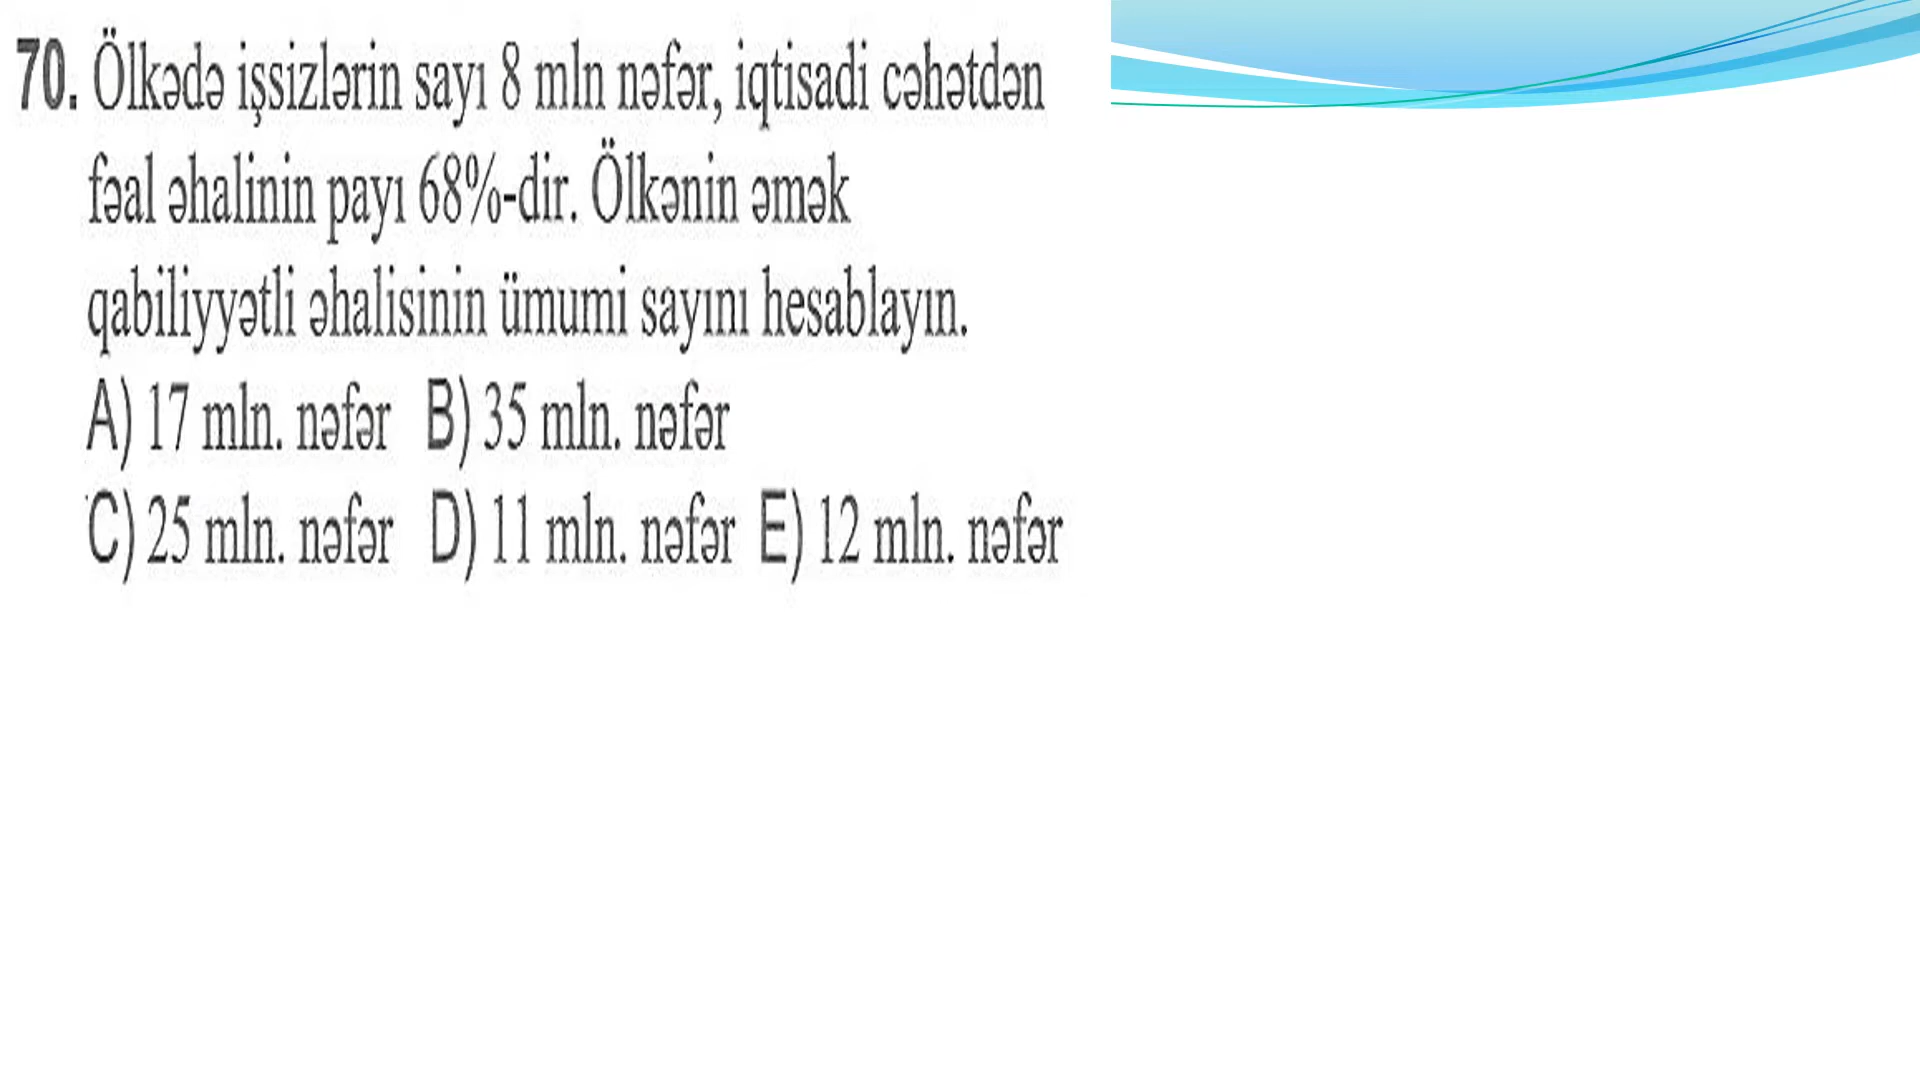 70. Ölkədə işsizlərin sayı 8 mln nəfər, iqtisadi cəhətdən
fəal əhalinin payı 68%-dir. Ölkənin əmək
qabiliyyətli əhalisinin ümumi sayını hesablayın.
A) 17 mln. nəfər B) 35 mln. nəfər
C) 25 mln. nəfər D) 11 mln. nəfər E) 12 mln. nəfər